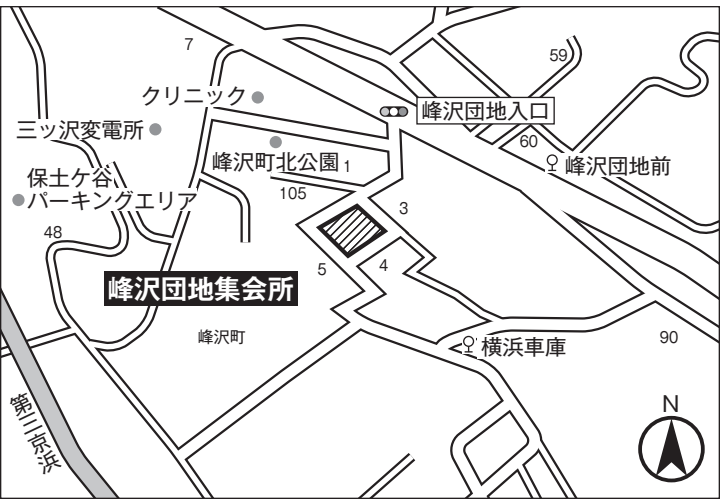 7
59
クリニック
峰沢団地入口
三ッ沢変電所
60
峰沢団地前
峰沢町北公園
1
保土ケ谷
パーキングエリア
105
3
48
5
4
峰沢団地集会所
峰沢町
横浜車庫
90
第三京浜
N